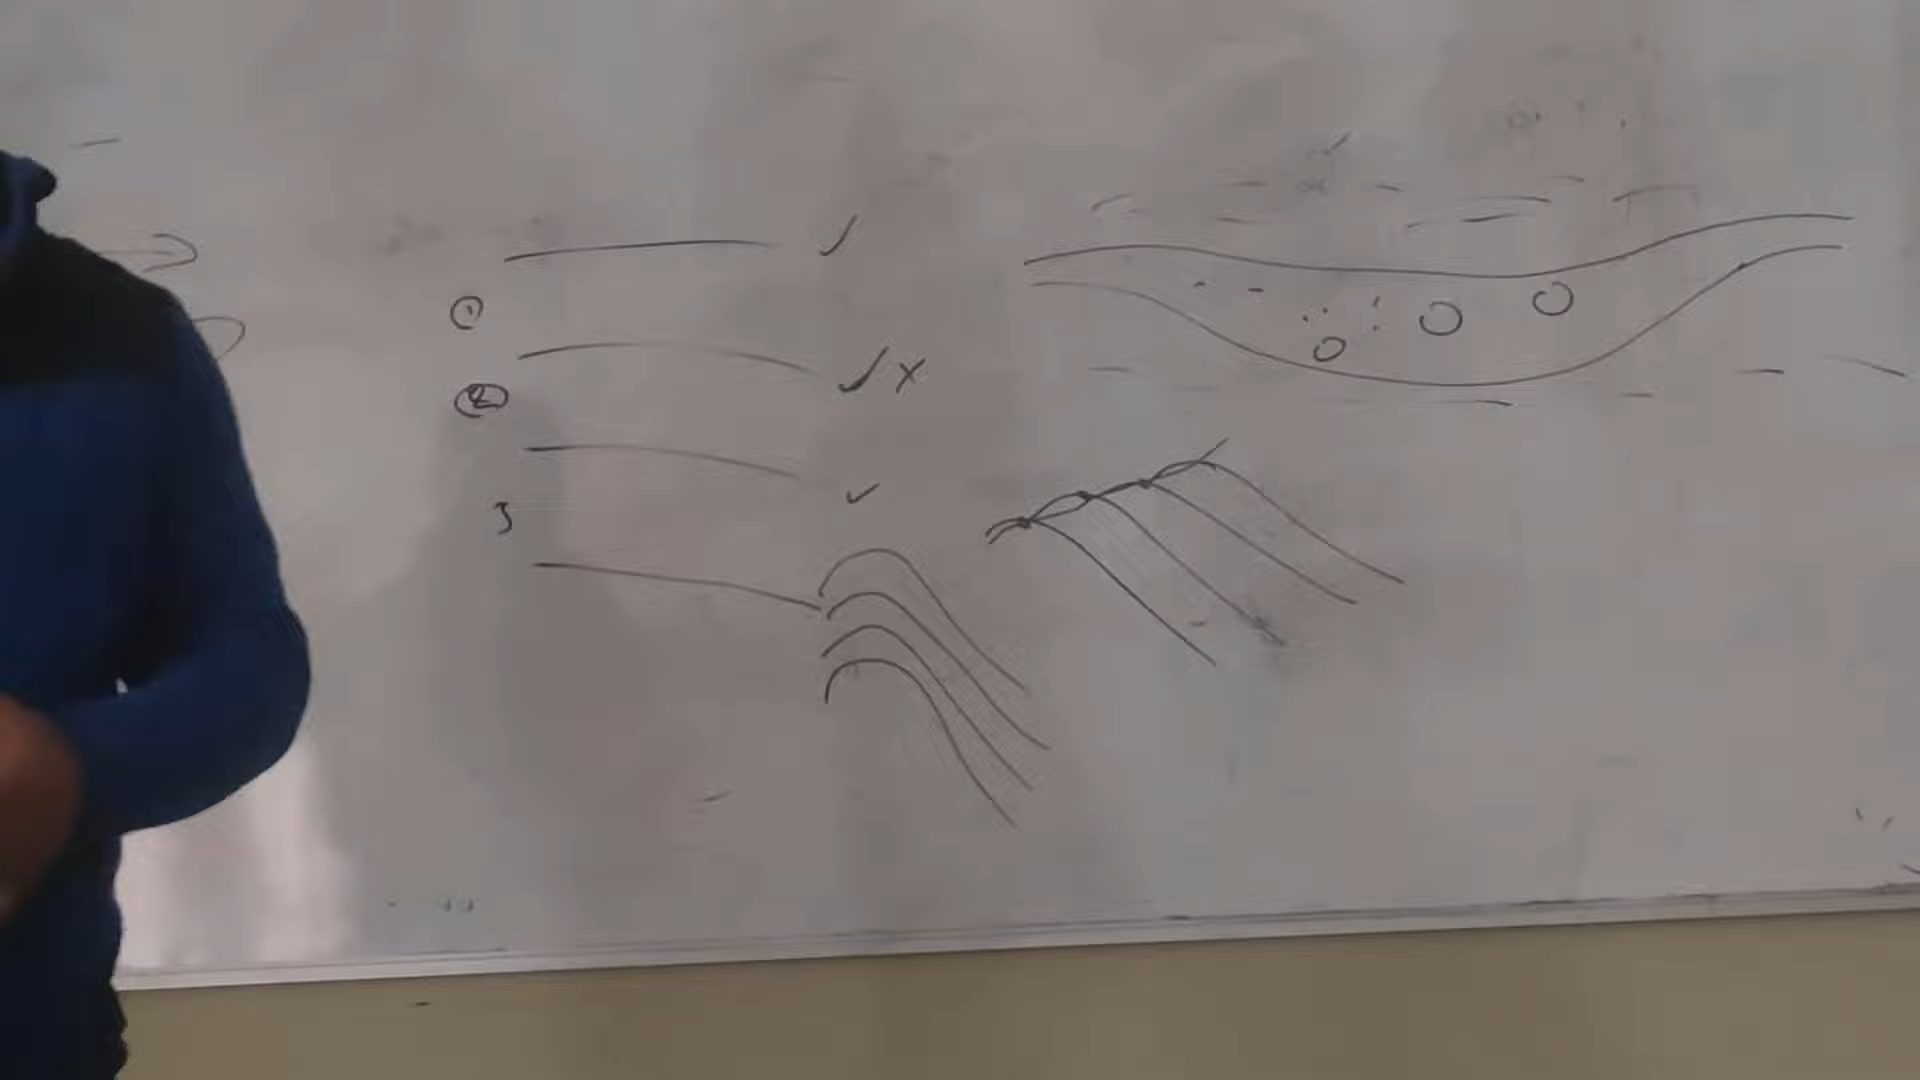 ① ✓
② ✓ X
3 ✓